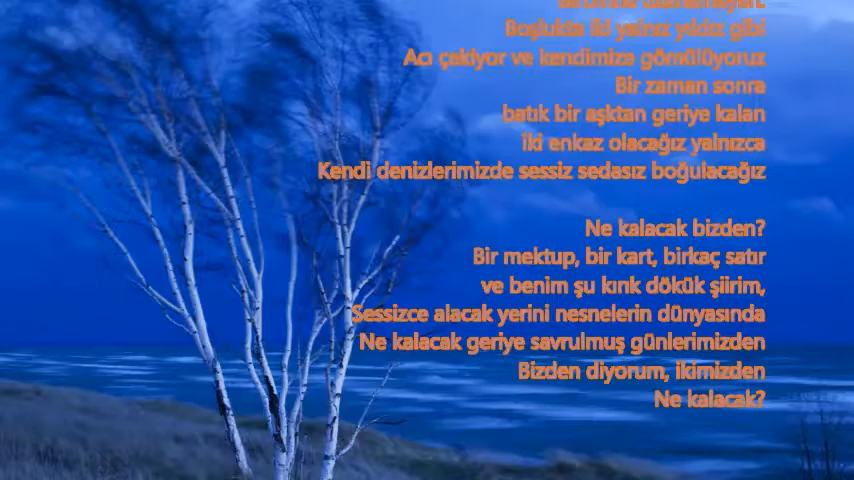 Boşlukta iki yalnız yıldız gibi
Acı çekiyor ve kendimize gömülüyoruz
Bir zaman sonra
batık bir aşktan geriye kalan
iki enkaz olacağız yalnızca
Kendi denizlerimizde sessiz sedasız boğulacağız
Ne kalacak bizden?
Bir mektup, bir kart, birkaç satır
ve benim şu kırık dökük şiirim,
Sessizce alacak yerini nesnelerin dünyasında
Ne kalacak geriye savrulmuş günlerimizden
Bizden diyorum, ikimizden
Ne kalacak?